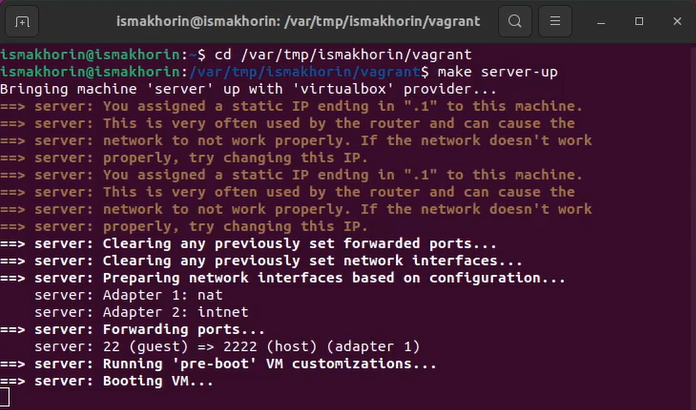 ismakhorin@ismakhorin: /var/tmp/ismakhorin/vagrant
ismakhorin@ismakhorin:~$ cd /var/tmp/ismakhorin/vagrant
ismakhorin@ismakhorin:/var/tmp/ismakhorin/vagrant$ make server-up
Bringing machine 'server' up with 'virtualbox' provider...
==> server: You assigned a static IP ending in ".1" to this machine.
==> server: This is very often used by the router and can cause the
==> server: network to not work properly. If the network doesn't work
==> server: properly, try changing this IP.
==> server: You assigned a static IP ending in ".1" to this machine.
==> server: This is very often used by the router and can cause the
==> server: network to not work properly. If the network doesn't work
==> server: properly, try changing this IP.
==> server: Clearing any previously set forwarded ports...
==> server: Clearing any previously set network interfaces...
==> server: Preparing network interfaces based on configuration...
    server: Adapter 1: nat
    server: Adapter 2: intnet
==> server: Forwarding ports...
    server: 22 (guest) => 2222 (host) (adapter 1)
==> server: Running 'pre-boot' VM customizations...
==> server: Booting VM...